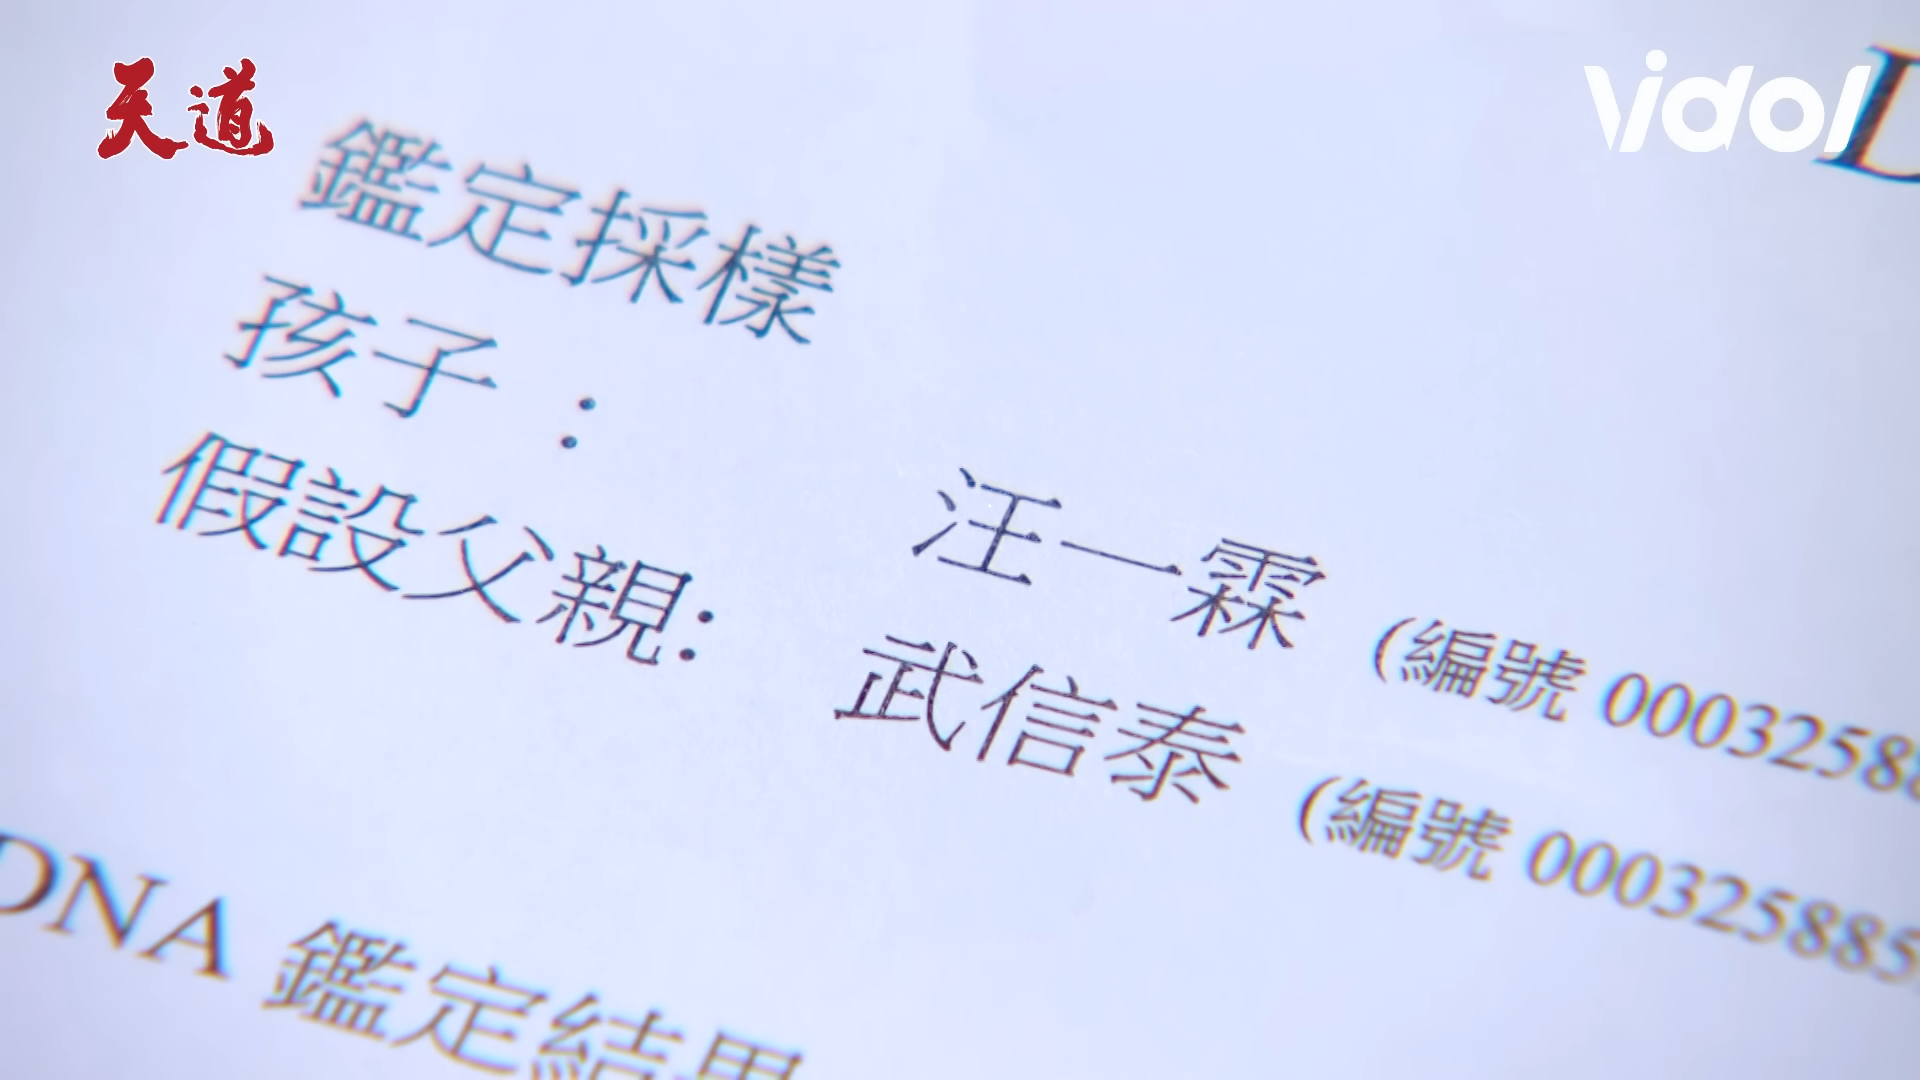 天道
vidol
D
鑑定採樣
孩子 :
汪一霖 (編號 00032588
假設父親:
武信泰 (編號 000325885
DNA 鑑定結果